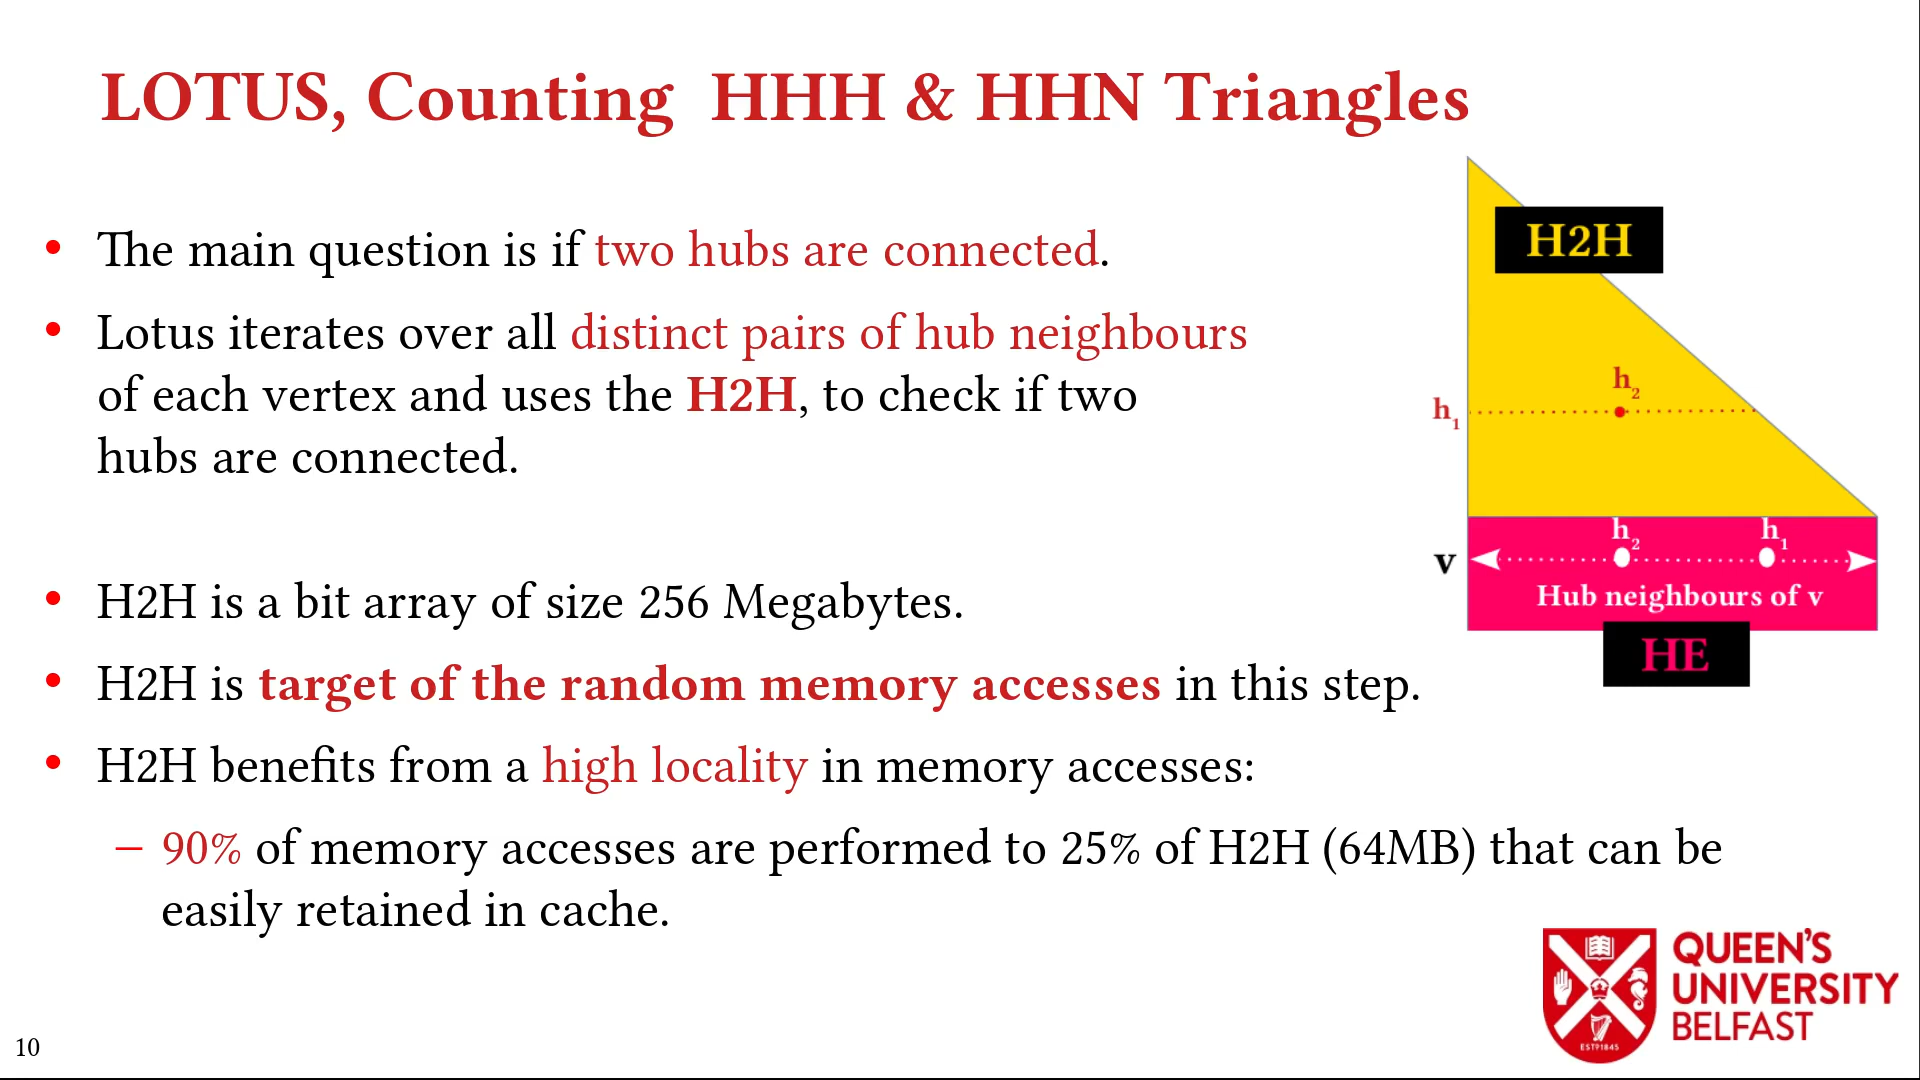 LOTUS, Counting  HHH & HHN Triangles
• The main question is if two hubs are connected.
• Lotus iterates over all distinct pairs of hub neighbours
of each vertex and uses the H2H, to check if two
hubs are connected.
• H2H is a bit array of size 256 Megabytes.
• H2H is target of the random memory accesses in this step.
• H2H benefits from a high locality in memory accesses:
– 90% of memory accesses are performed to 25% of H2H (64MB) that can be
easily retained in cache.
H2H
h₂
h₁
h₂ h₁
v
Hub neighbours of v
HE
QUEEN'S
UNIVERSITY
BELFAST
ESTD1845
10